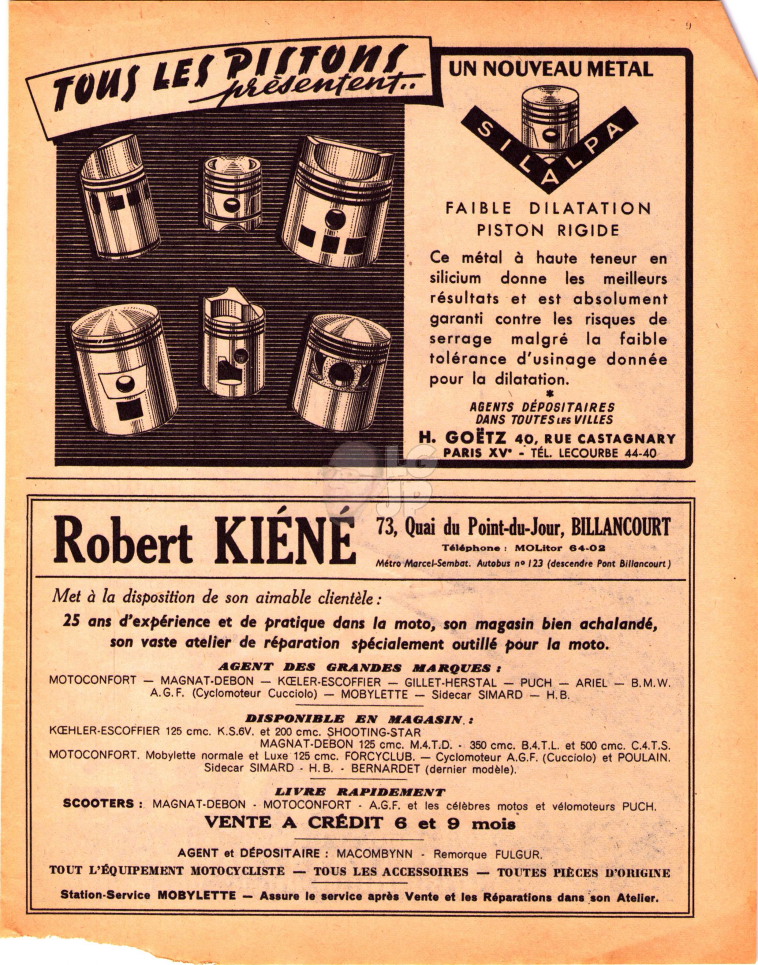 9
TOUS LES PISTONS
présentent..
UN NOUVEAU MÉTAL
SILALPA
FAIBLE DILATATION
PISTON RIGIDE
Ce métal à haute teneur en
silicium donne les meilleurs
résultats et est absolument
garanti contre les risques de
serrage malgré la faible
tolérance d'usinage donnée
pour la dilatation.
*
AGENTS DÉPOSITAIRES
DANS TOUTES LES VILLES
H. GOËTZ 40, RUE CASTAGNARY
PARIS XVe - TÉL. LECOURBE 44-40
LG
JP
Robert KIÉNÉ
73, Quai du Point-du-Jour, BILLANCOURT
Téléphone : MOLitor 64-02
Métro Marcel-Sembat. Autobus no 123 (descendre Pont Billancourt)
Met à la disposition de son aimable clientèle :
25 ans d'expérience et de pratique dans la moto, son magasin bien achalandé,
son vaste atelier de réparation spécialement outillé pour la moto.
AGENT DES GRANDES MARQUES :
MOTOCONFORT — MAGNAT-DEBON — KŒLER-ESCOFFIER — GILLET-HERSTAL — PUCH — ARIEL — B.M.W.
A.G.F. (Cyclomoteur Cucciolo) — MOBYLETTE — Sidecar SIMARD — H.B.
DISPONIBLE EN MAGASIN :
KŒHLER-ESCOFFIER 125 cmc. K.S.6V. et 200 cmc. SHOOTING-STAR
MAGNAT-DEBON 125 cmc. M.4.T.D. - 350 cmc. B.4.T.L. et 500 cmc. C.4.T.S.
MOTOCONFORT. Mobylette normale et Luxe 125 cmc. FORCYCLUB. — Cyclomoteur A.G.F. (Cucciolo) et POULAIN.
Sidecar SIMARD - H.B. - BERNARDET (dernier modèle).
LIVRE RAPIDEMENT
SCOOTERS : MAGNAT-DEBON - MOTOCONFORT - A.G.F. et les célèbres motos et vélomoteurs PUCH.
VENTE A CRÉDIT 6 et 9 mois
AGENT et DÉPOSITAIRE : MACOMBYNN - Remorque FULGUR.
TOUT L'ÉQUIPEMENT MOTOCYCLISTE — TOUS LES ACCESSOIRES — TOUTES PIÈCES D'ORIGINE
Station-Service MOBYLETTE — Assure le service après Vente et les Réparations dans son Atelier.